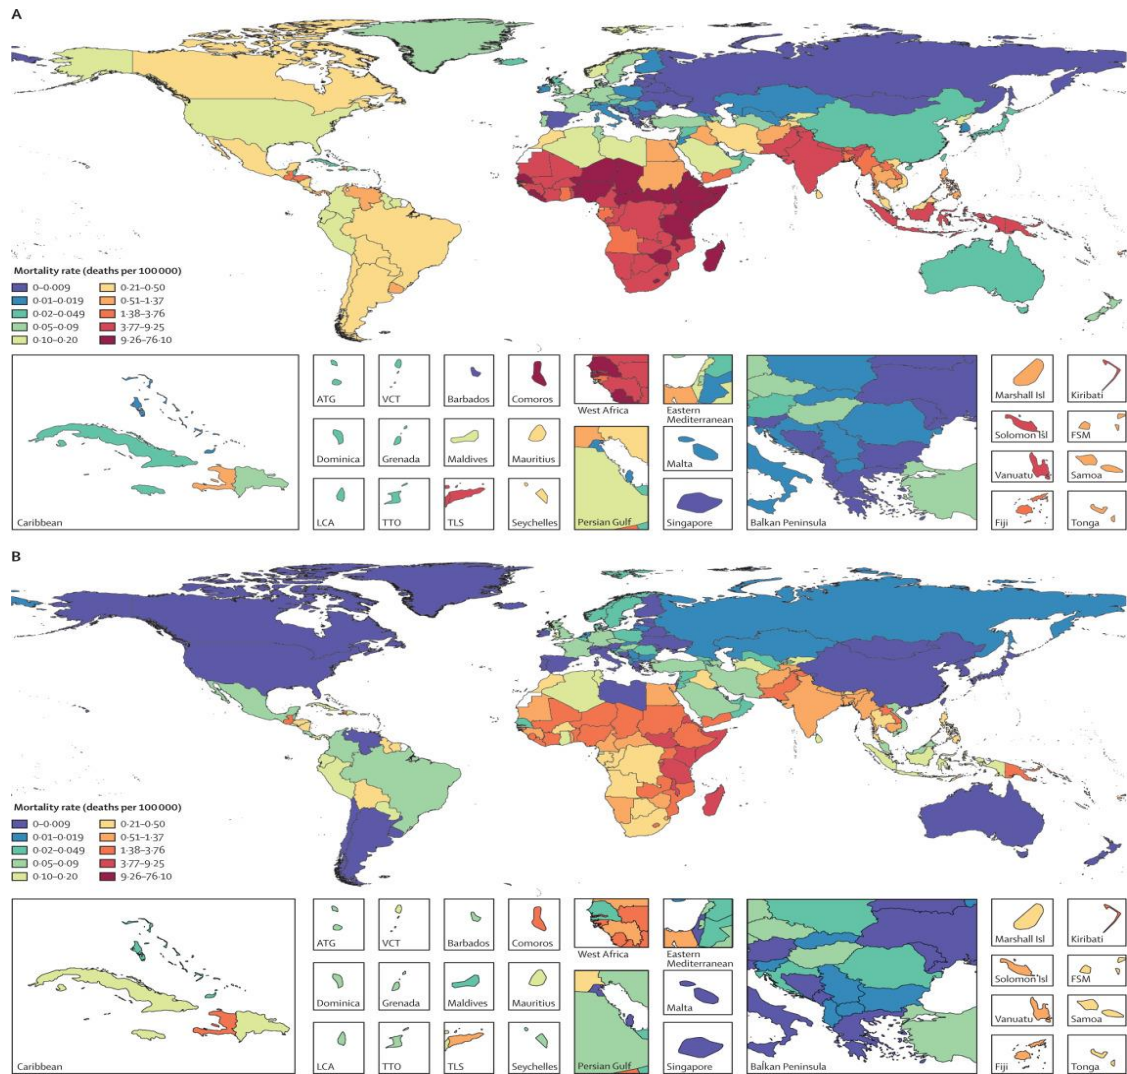 A
Mortality rate (deaths per 100 000)
0–0·009
0·01–0·019
0·02–0·049
0·05–0·09
0·10–0·20
0·21–0·50
0·51–1·37
1·38–3·76
3·77–9·25
9·26–76·10
Caribbean
ATG
VCT
Barbados
Comoros
Dominica
Grenada
Maldives
Mauritius
LCA
TTO
TLS
Seychelles
West Africa
Eastern
Mediterranean
Persian Gulf
Malta
Singapore
Balkan Peninsula
Marshall Isl
Kiribati
Solomon Isl
FSM
Vanuatu
Samoa
Fiji
Tonga
B
Mortality rate (deaths per 100 000)
0–0·009
0·01–0·019
0·02–0·049
0·05–0·09
0·10–0·20
0·21–0·50
0·51–1·37
1·38–3·76
3·77–9·25
9·26–76·10
Caribbean
ATG
VCT
Barbados
Comoros
Dominica
Grenada
Maldives
Mauritius
LCA
TTO
TLS
Seychelles
West Africa
Eastern
Mediterranean
Persian Gulf
Malta
Singapore
Balkan Peninsula
Marshall Isl
Kiribati
Solomon Isl
FSM
Vanuatu
Samoa
Fiji
Tonga